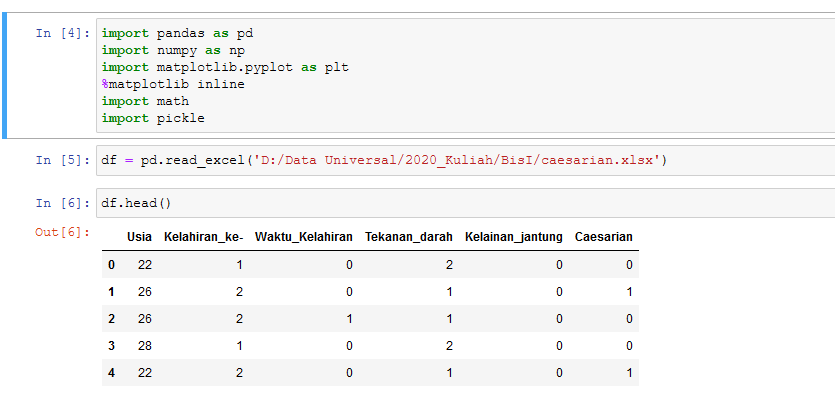 In [4]: import pandas as pd
import numpy as np
import matplotlib.pyplot as plt
%matplotlib inline
import math
import pickle
In [5]: df = pd.read_excel('D:/Data Universal/2020_Kuliah/BisI/caesarian.xlsx')
In [6]: df.head()
Out[6]:
Usia Kelahiran_ke- Waktu_Kelahiran Tekanan_darah Kelainan_jantung Caesarian
0 22 1 0 2 0 0
1 26 2 0 1 0 1
2 26 2 1 1 0 0
3 28 1 0 2 0 0
4 22 2 0 1 0 1